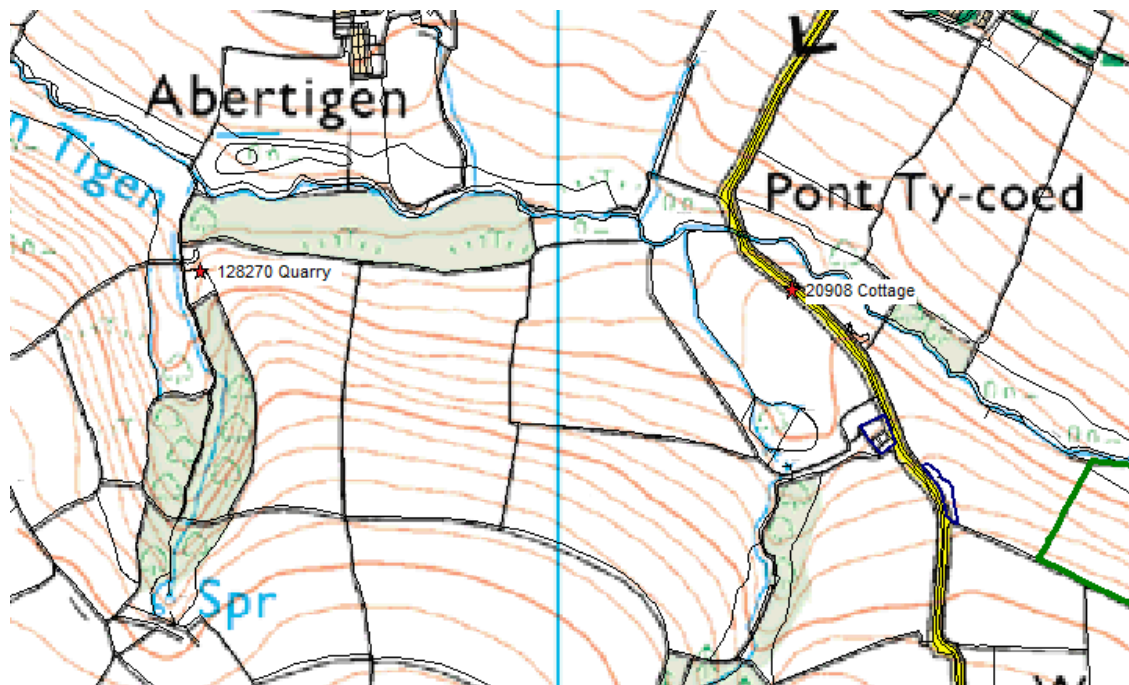 Abertigen
Tigen
Pont Ty-coed
128270 Quarry
20908 Cottage
Spr